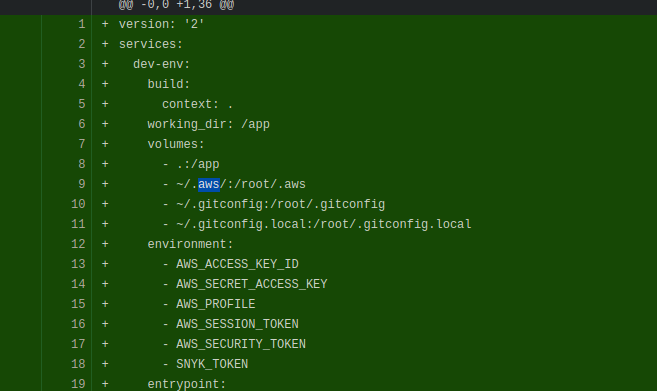 @@ -0,0 +1,36 @@
1 + version: '2'
2 + services:
3 +   dev-env:
4 +     build:
5 +       context: .
6 +     working_dir: /app
7 +     volumes:
8 +       - .:/app
9 +       - ~/.aws/:/root/.aws
10 +       - ~/.gitconfig:/root/.gitconfig
11 +       - ~/.gitconfig.local:/root/.gitconfig.local
12 +     environment:
13 +       - AWS_ACCESS_KEY_ID
14 +       - AWS_SECRET_ACCESS_KEY
15 +       - AWS_PROFILE
16 +       - AWS_SESSION_TOKEN
17 +       - AWS_SECURITY_TOKEN
18 +       - SNYK_TOKEN
19 +     entrypoint: